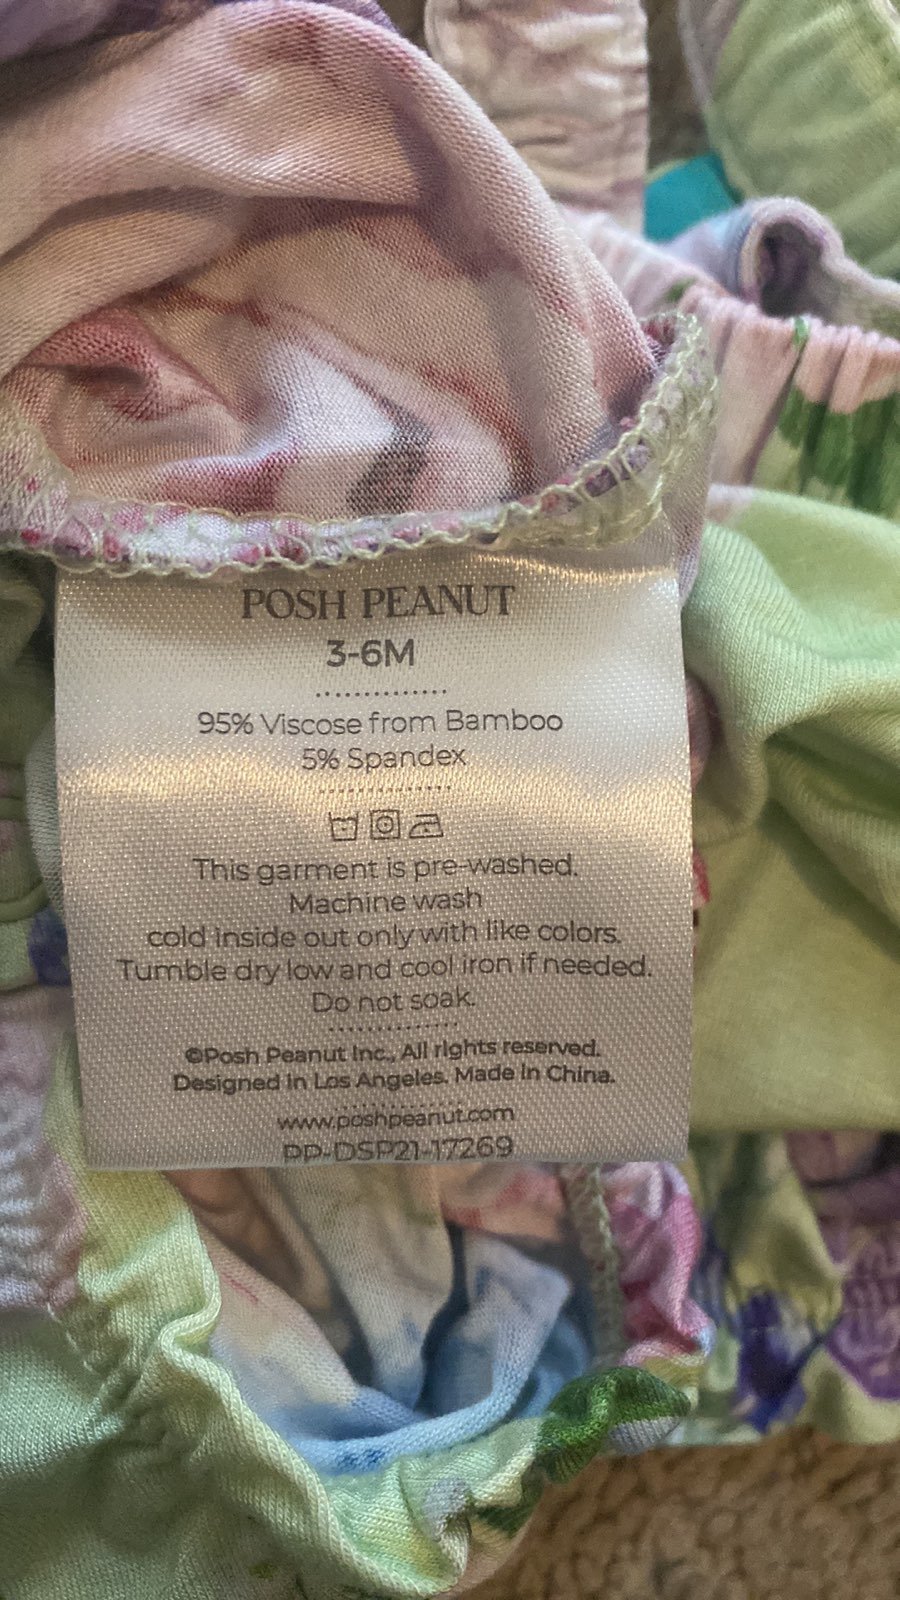 POSH PEANUT
3-6M
95% Viscose from Bamboo
5% Spandex
This garment is pre-washed.
Machine wash
cold inside out only with like colors.
Tumble dry low and cool iron if needed.
Do not soak.
©Posh Peanut Inc., All rights reserved.
Designed in Los Angeles. Made in China.
www.poshpeanut.com
PP-DSP21-17269